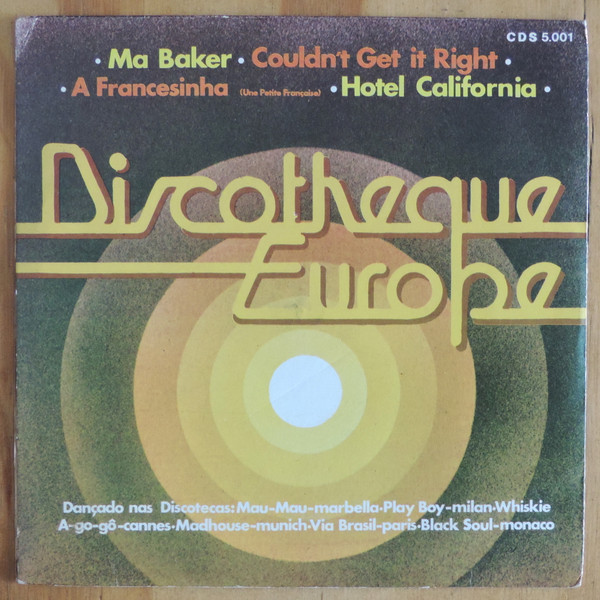 CDS 5.001
• Ma Baker • Couldn't Get it Right •
• A Francesinha (Une Petite Française) • Hotel California •
Discotheque
Europe
Dançado nas Discotecas: Mau-Mau-marbella•Play Boy-milan•Whiskie
A-go-gô-cannes•Madhouse-munich•Via Brasil-paris•Black Soul-monaco